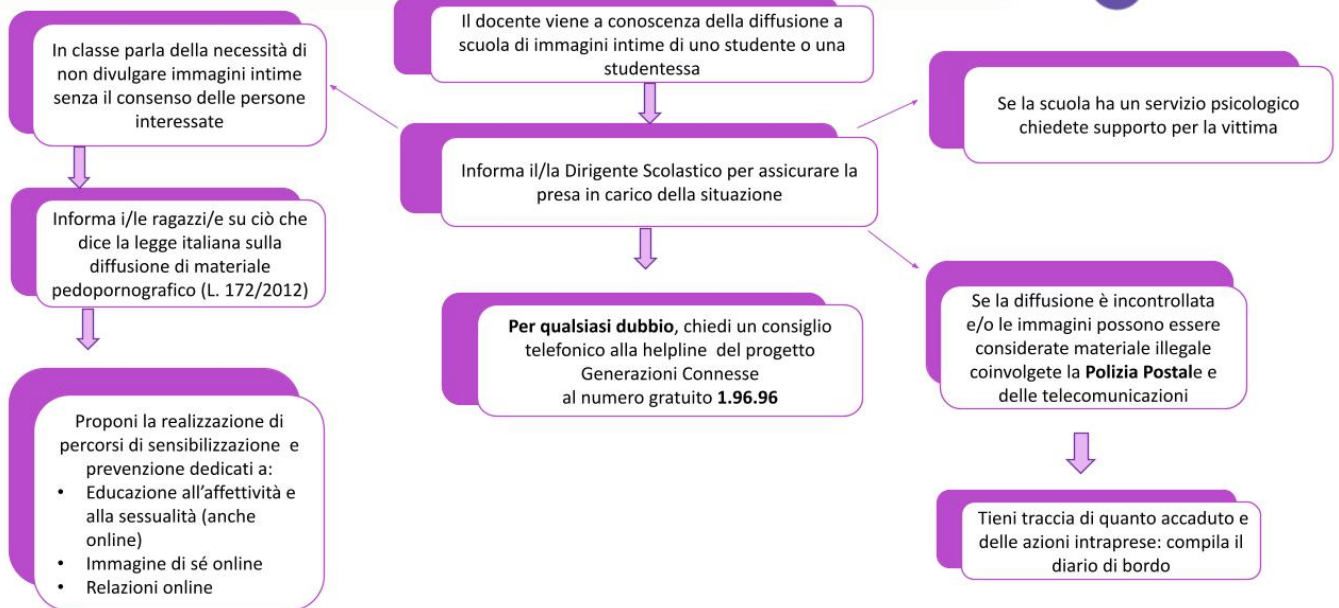 Il docente viene a conoscenza della diffusione a
scuola di immagini intime di uno studente o una
studentessa
In classe parla della necessità di
non divulgare immagini intime
senza il consenso delle persone
interessate
Se la scuola ha un servizio psicologico
chiedete supporto per la vittima
Informa il/la Dirigente Scolastico per assicurare la
presa in carico della situazione
Informa i/le ragazzi/e su ciò che
dice la legge italiana sulla
diffusione di materiale
pedopornografico (L. 172/2012)
Per qualsiasi dubbio, chiedi un consiglio
telefonico alla helpline del progetto
Generazioni Connesse
al numero gratuito 1.96.96
Se la diffusione è incontrollata
e/o le immagini possono essere
considerate materiale illegale
coinvolgete la Polizia Postale e
delle telecomunicazioni
Proponi la realizzazione di
percorsi di sensibilizzazione e
prevenzione dedicati a:
• Educazione all'affettività e
alla sessualità (anche
online)
• Immagine di sé online
• Relazioni online
Tieni traccia di quanto accaduto e
delle azioni intraprese: compila il
diario di bordo